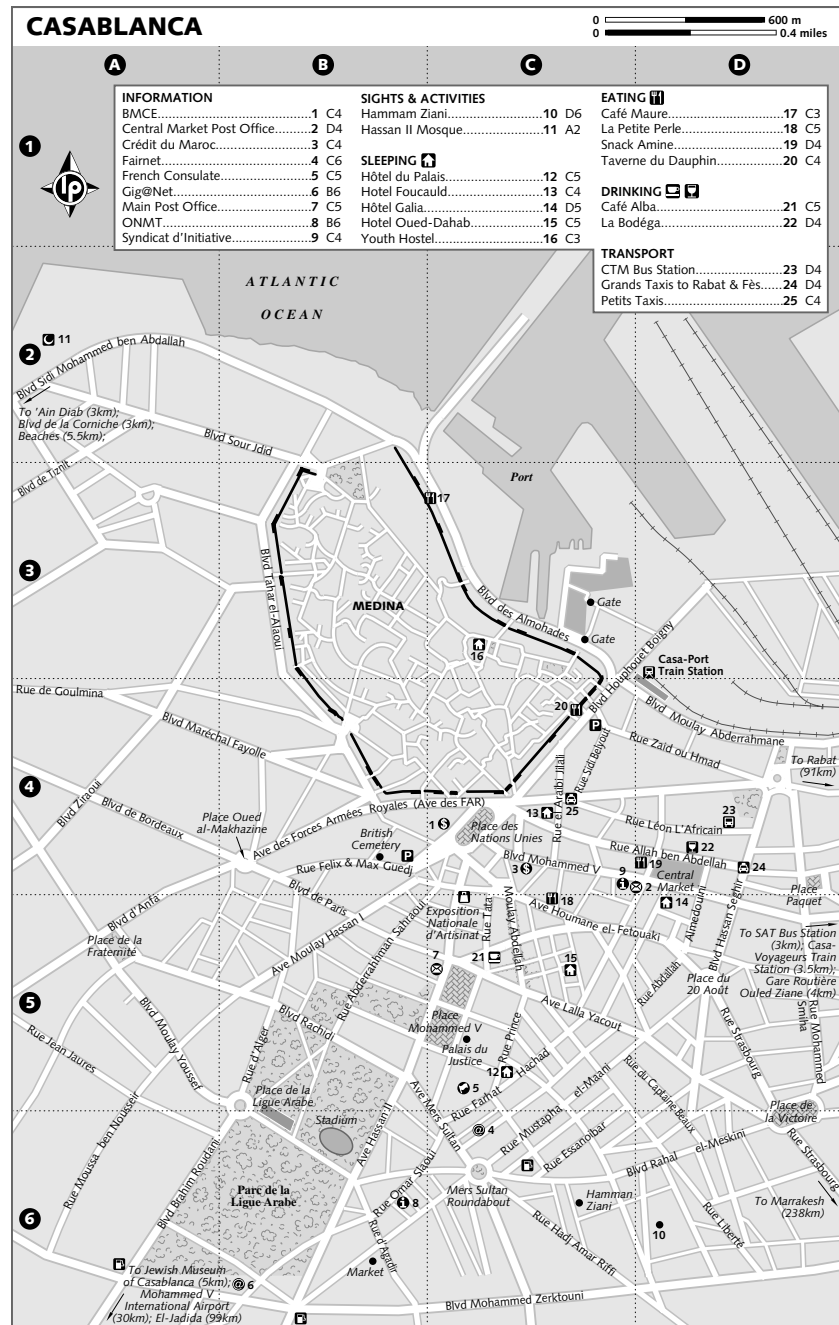 CASABLANCA
0 600 m
0 0.4 miles
A B C D
1
2
3
4
5
6
lp
INFORMATION
BMCE...1 C4
Central Market Post Office...2 D4
Crédit du Maroc...3 C4
Fairnet...4 C6
French Consulate...5 C5
Gig@Net...6 B6
Main Post Office...7 C5
ONMT...8 B6
Syndicat d'Initiative...9 C4
SIGHTS & ACTIVITIES
Hammam Ziani...10 D6
Hassan II Mosque...11 A2
SLEEPING
Hôtel du Palais...12 C5
Hotel Foucauld...13 C4
Hôtel Galia...14 D5
Hotel Oued-Dahab...15 C5
Youth Hostel...16 C3
EATING
Café Maure...17 C3
La Petite Perle...18 C5
Snack Amine...19 D4
Taverne du Dauphin...20 C4
DRINKING
Café Alba...21 C5
La Bodéga...22 D4
TRANSPORT
CTM Bus Station...23 D4
Grands Taxis to Rabat & Fès...24 D4
Petits Taxis...25 C4
ATLANTIC
OCEAN
11
Blvd Sidi Mohammed ben Abdallah
To 'Ain Diab (3km);
Blvd de la Corniche (3km);
Beaches (5.5km);
Blvd Sour Jdid
Blvd de Tiznit
Port
17
Blvd Tahar el-Alaoui
MEDINA
Blvd des Almohades
Gate
Gate
16
Blvd Houphouet Boigny
Casa-Port
Train Station
Rue de Goulmina
20
P
Blvd Moulay Abderrahmane
Blvd Maréchal Fayolle
Rue Zaid ou Hmad
To Rabat
(91km)
Blvd Ziraoui
Blvd de Bordeaux
Rue el Araibi Jilali
Rue Sidi Belyout
Place Oued
al-Makhazine
Ave des Forces Armées Royales (Ave des FAR)
13
25
23
1 $
Place des
Nations Unies
Rue Léon L'Africain
British
Cemetery
P
22
Rue Allah ben Abdellah
Rue Felix & Max Guedj
Blvd Mohammed V
3 $
19
24
9
i
2
Central
Market
Blvd de Paris
Blvd d'Anfa
18
14
Place
Paquet
Exposition
Nationale
d'Artisinat
Rue Tata
Moulay Abdellah
Ave Houmane el-Fetouaki
Almedouini
Blvd Hassan Seghir
Ave Moulay Hassan I
Rue Abderrahman Sahraoui
Place de la
Fraternité
To SAT Bus Station
(3km); Casa-
Voyageurs Train
Station (3.5km);
Gare Routière
Ouled Ziane (4km)
7
21
15
Rue Abdallah
Place du
20 Août
Ave Lalla Yacout
Blvd Moulay Youssef
Rue d'Alger
Blvd Rachidi
Place
Mohammed V
Palais du
Justice
Rue Prince
Rue Strasbourg
Rue Mohammed
Smiha
Rue Jean Jaures
12
5
Rue Farhat Hachad
el-Maani
Rue du Captaine Beaux
Place de la
Ligue Arabe
Stadium
Ave Mers Sultan
4
Place de
la Victoire
Rue Moussa ben Nousseir
Ave Hassan II
Rue Mustapha
Rue Essanoibar
Blvd Rahal el-Meskini
Rue Strasbourg
Blvd Brahim Roudani
Parc de la
Ligue Arabe
Rue Omar Slaoui
Mers Sultan
Roundabout
Hamman
Ziani
To Marrakesh
(238km)
i 8
10
Rue Liberté
Rue d'Agadir
Rue Hadj Amar Riffi
Market
To Jewish Museum
of Casablanca (5km);
Mohammed V
International Airport
(30km); El-Jadida (99km)
@ 6
Blvd Mohammed Zerktouni